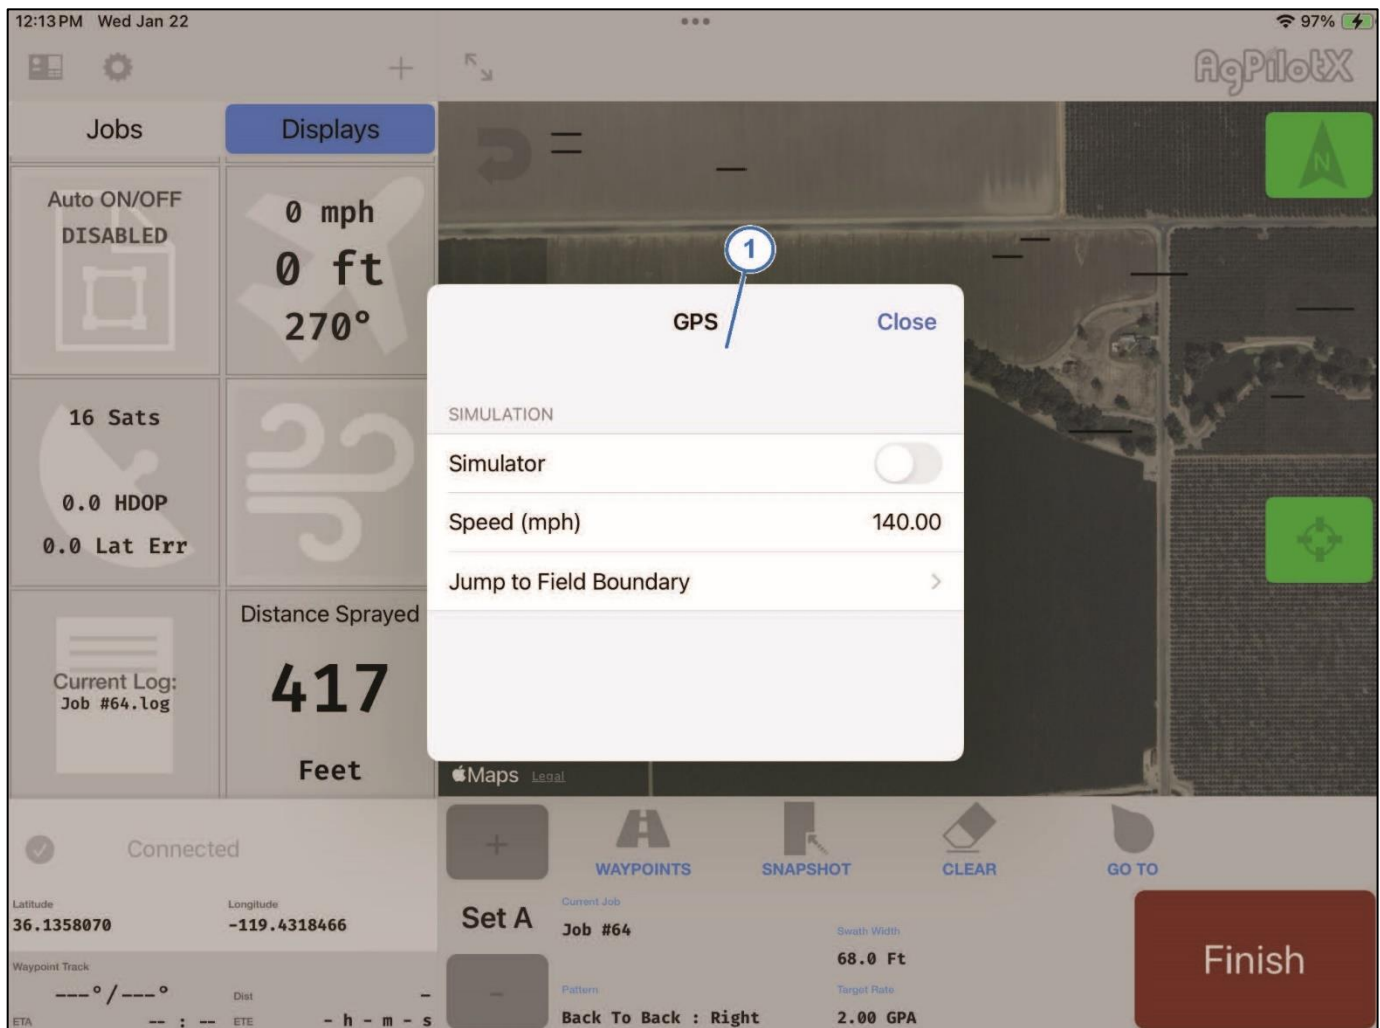 12:13 PM Wed Jan 22
97%
AgPilotX
Jobs
Displays
Auto ON/OFF
DISABLED
0 mph
0 ft
270°
N
1
GPS
Close
16 Sats
0.0 HDOP
0.0 Lat Err
SIMULATION
Simulator
Speed (mph)
140.00
Jump to Field Boundary
Current Log:
Job #64.log
Distance Sprayed
417
Feet
Maps Legal
Connected
+
WAYPOINTS
SNAPSHOT
CLEAR
GO TO
Latitude
36.1358070
Longitude
-119.4318466
Set A
Current Job
Job #64
Swath Width
68.0 Ft
Finish
Waypoint Track
---°/---°
Dist -
ETA -- : --
ETE - h - m - s
-
Pattern
Back To Back : Right
Target Rate
2.00 GPA